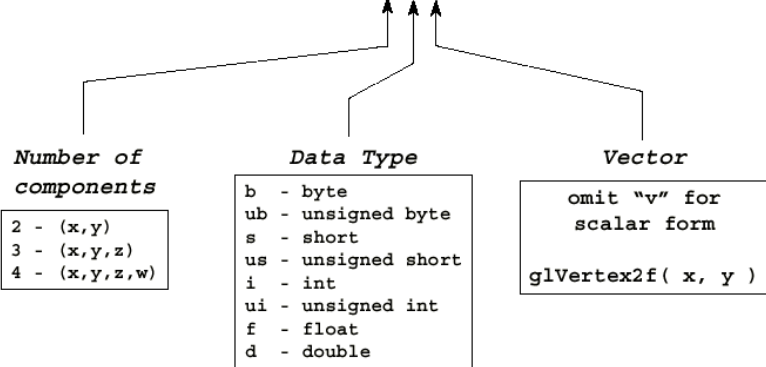 Number of
components
2 - (x,y)
3 - (x,y,z)
4 - (x,y,z,w)
Data Type
b - byte
ub - unsigned byte
s - short
us - unsigned short
i - int
ui - unsigned int
f - float
d - double
Vector
omit “v” for
scalar form
glVertex2f( x, y )